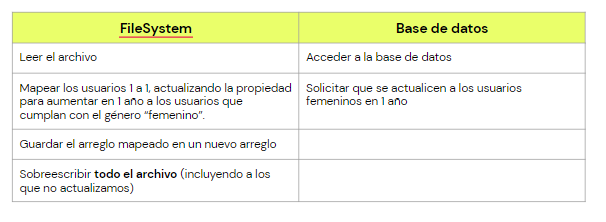 FileSystem
Base de datos
Leer el archivo
Acceder a la base de datos
Mapear los usuarios 1 a 1, actualizando la propiedad
para aumentar en 1 año a los usuarios que
cumplan con el género “femenino”.
Solicitar que se actualicen a los usuarios
femeninos en 1 año
Guardar el arreglo mapeado en un nuevo arreglo
Sobreescribir todo el archivo (incluyendo a los
que no actualizamos)